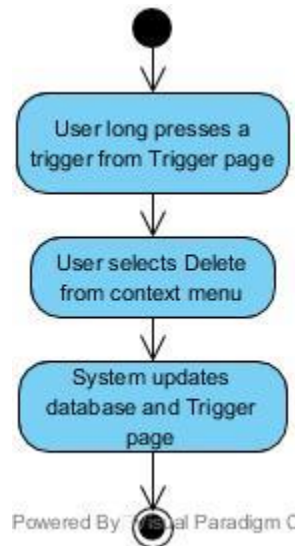 User long presses a
trigger from Trigger page
User selects Delete
from context menu
System updates
database and Trigger
page
Powered By Visual Paradigm C